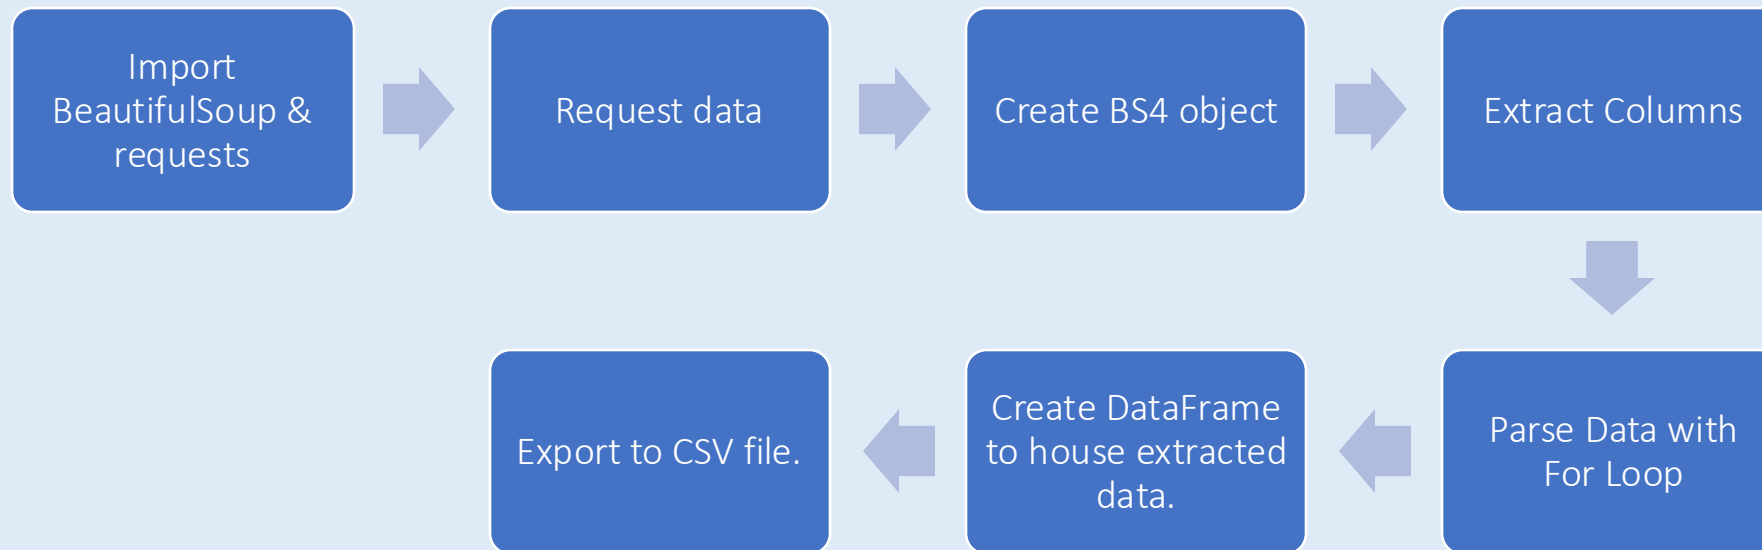 Import
BeautifulSoup &
requests
Request data
Create BS4 object
Extract Columns
Parse Data with
For Loop
Create DataFrame
to house extracted
data.
Export to CSV file.